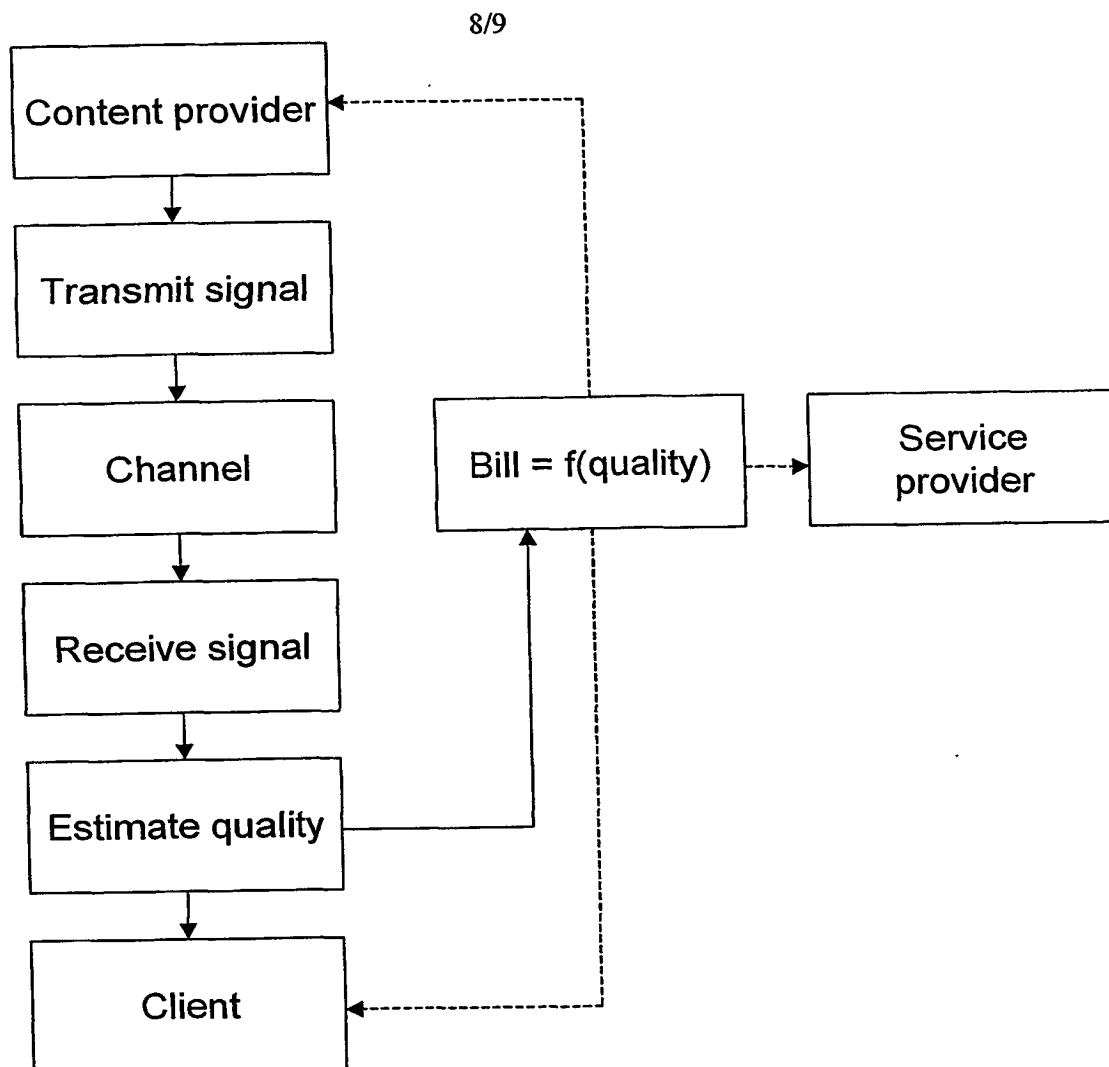 8/9
Content provider
Transmit signal
Channel
Receive signal
Estimate quality
Client
Bill = f(quality)
Service
provider